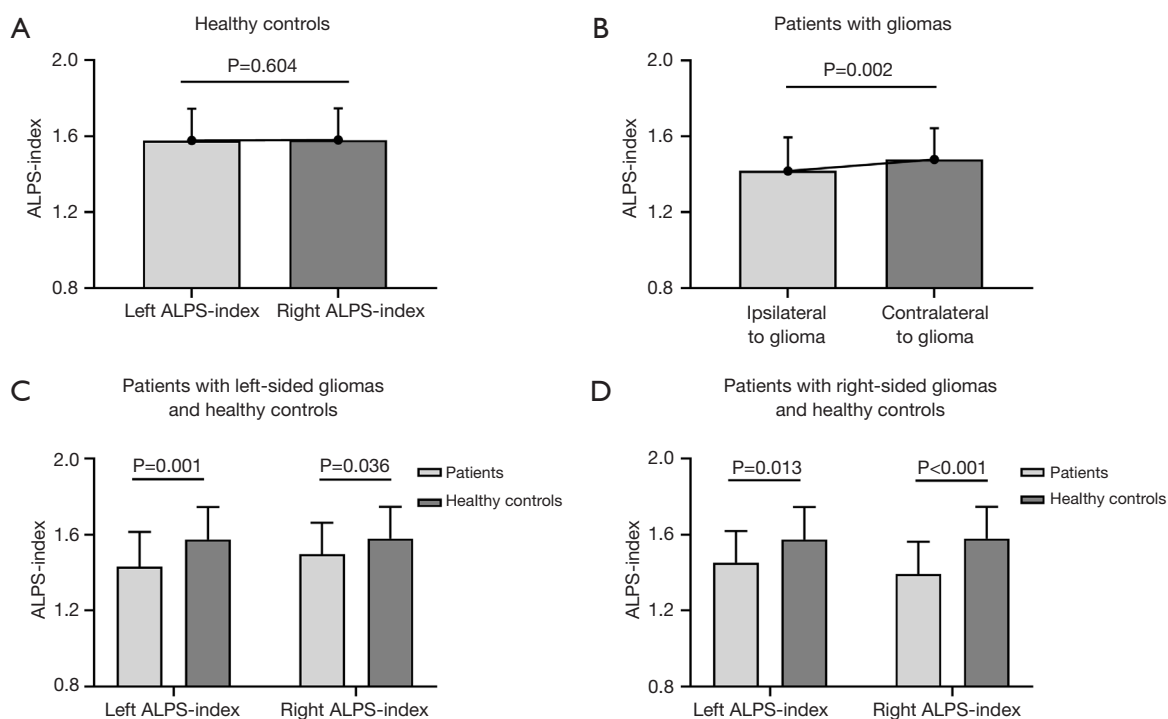 A
Healthy controls
2.0
1.6
1.2
0.8
ALPS-index
P=0.604
Left ALPS-index
Right ALPS-index
B
Patients with gliomas
2.0
1.6
1.2
0.8
ALPS-index
P=0.002
Ipsilateral
to glioma
Contralateral
to glioma
C
Patients with left-sided gliomas
and healthy controls
2.0
1.6
1.2
0.8
ALPS-index
P=0.001
P=0.036
Patients
Healthy controls
Left ALPS-index
Right ALPS-index
D
Patients with right-sided gliomas
and healthy controls
2.0
1.6
1.2
0.8
ALPS-index
P=0.013
P<0.001
Patients
Healthy controls
Left ALPS-index
Right ALPS-index